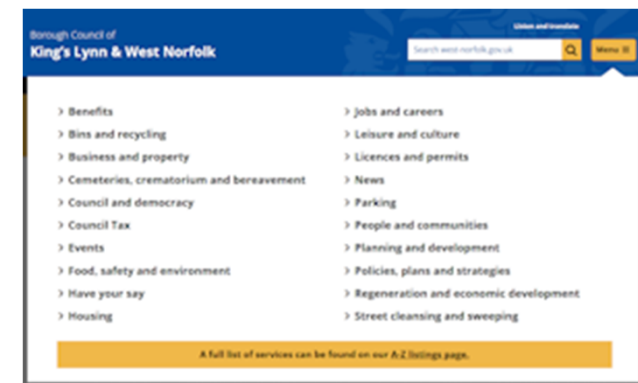 Listen and translate
Borough Council of
King's Lynn & West Norfolk
Search west-norfolk.gov.uk
Menu
> Benefits
> Bins and recycling
> Business and property
> Cemeteries, crematorium and bereavement
> Council and democracy
> Council Tax
> Events
> Food, safety and environment
> Have your say
> Housing
> Jobs and careers
> Leisure and culture
> Licences and permits
> News
> Parking
> People and communities
> Planning and development
> Policies, plans and strategies
> Regeneration and economic development
> Street cleansing and sweeping
A full list of services can be found on our A-Z listings page.